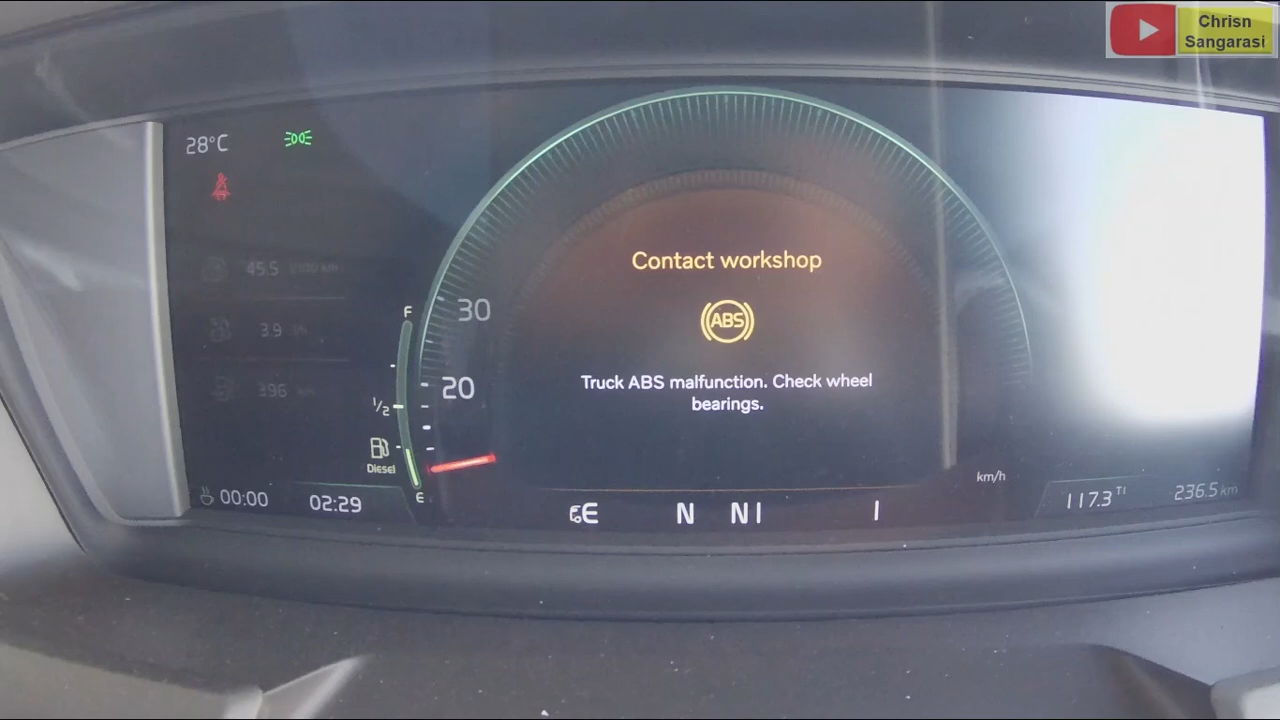 Chrisn
Sangarasi
28°C
Contact workshop
ABS
Truck ABS malfunction. Check wheel
bearings.
45.5
3.9
396
F
1/2
Diesel
E
30
20
km/h
00:00
02:29
E
N
N I
I
117.3 TI
236.5 km